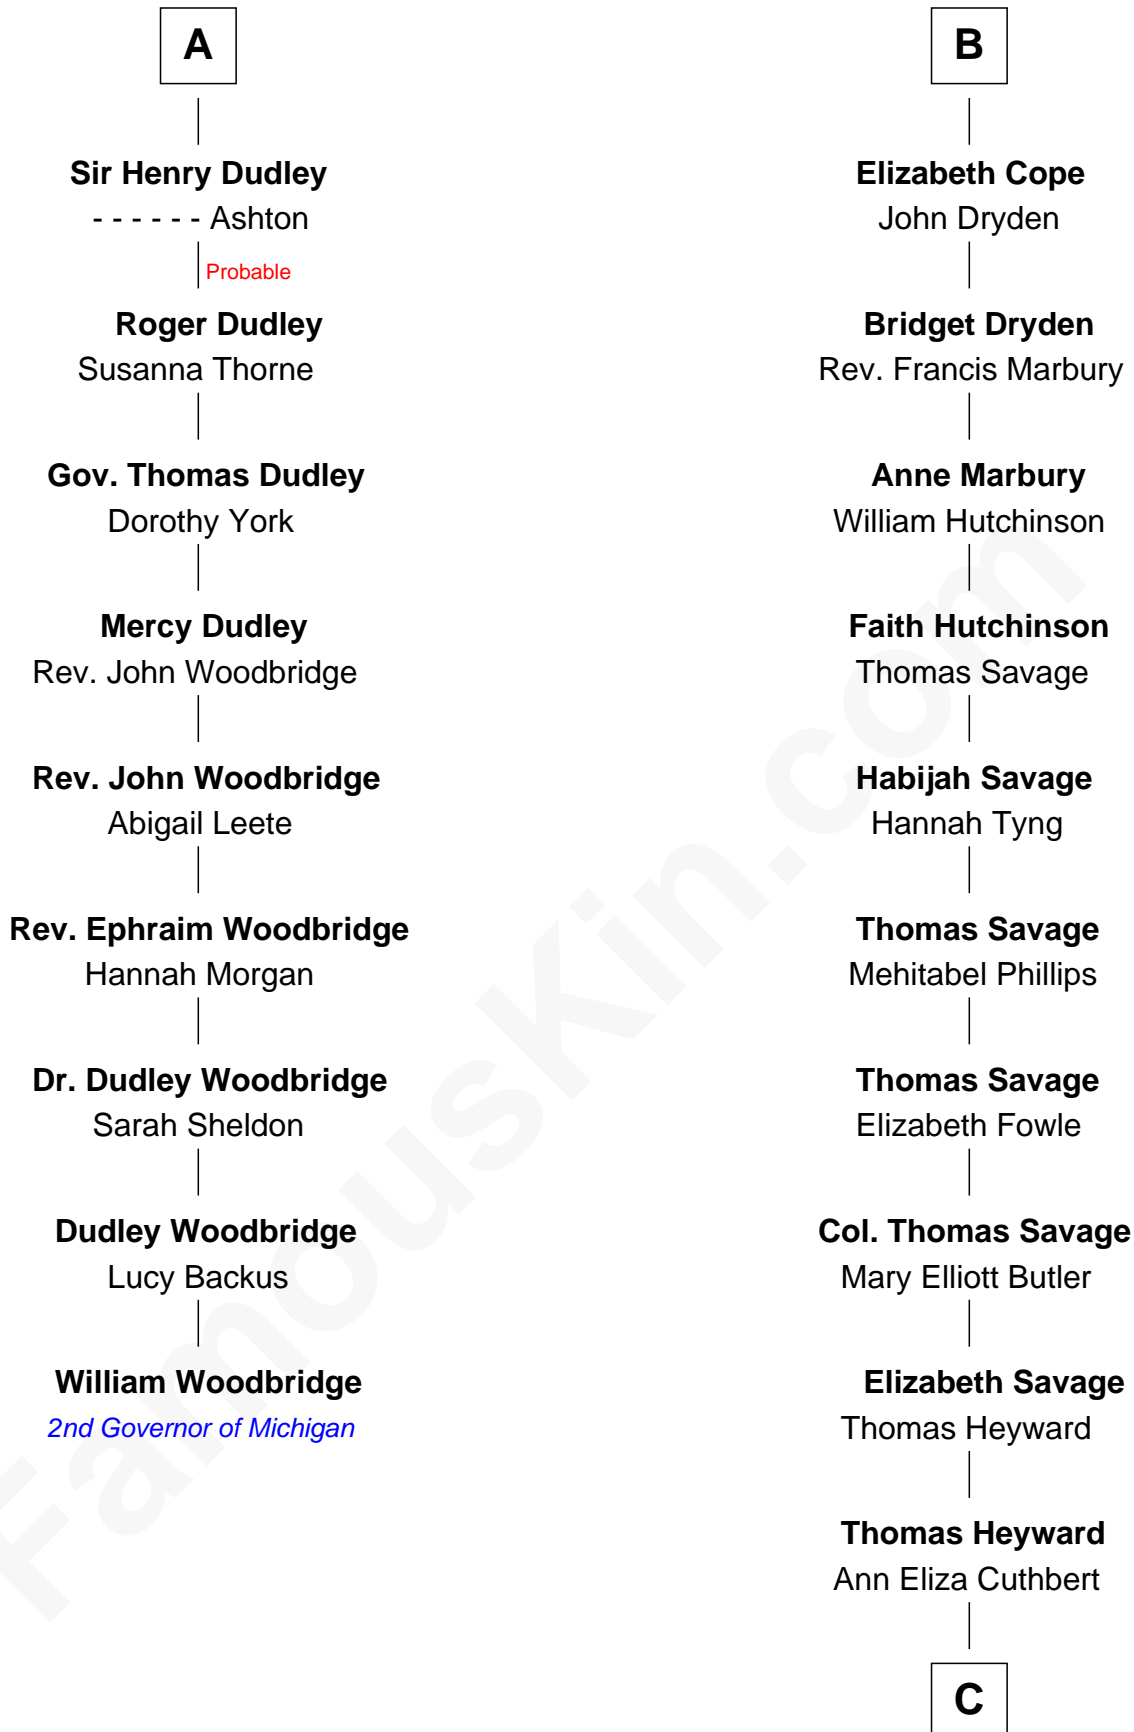 A
Sir Henry Dudley
- - - - - - Ashton
Probable
Roger Dudley
Susanna Thorne
Gov. Thomas Dudley
Dorothy York
Mercy Dudley
Rev. John Woodbridge
Rev. John Woodbridge
Abigail Leete
Rev. Ephraim Woodbridge
Hannah Morgan
Dr. Dudley Woodbridge
Sarah Sheldon
Dudley Woodbridge
Lucy Backus
William Woodbridge
2nd Governor of Michigan
B
Elizabeth Cope
John Dryden
Bridget Dryden
Rev. Francis Marbury
Anne Marbury
William Hutchinson
Faith Hutchinson
Thomas Savage
Habijah Savage
Hannah Tyng
Thomas Savage
Mehitabel Phillips
Thomas Savage
Elizabeth Fowle
Col. Thomas Savage
Mary Elliott Butler
Elizabeth Savage
Thomas Heyward
Thomas Heyward
Ann Eliza Cuthbert
C
FamousKin.com